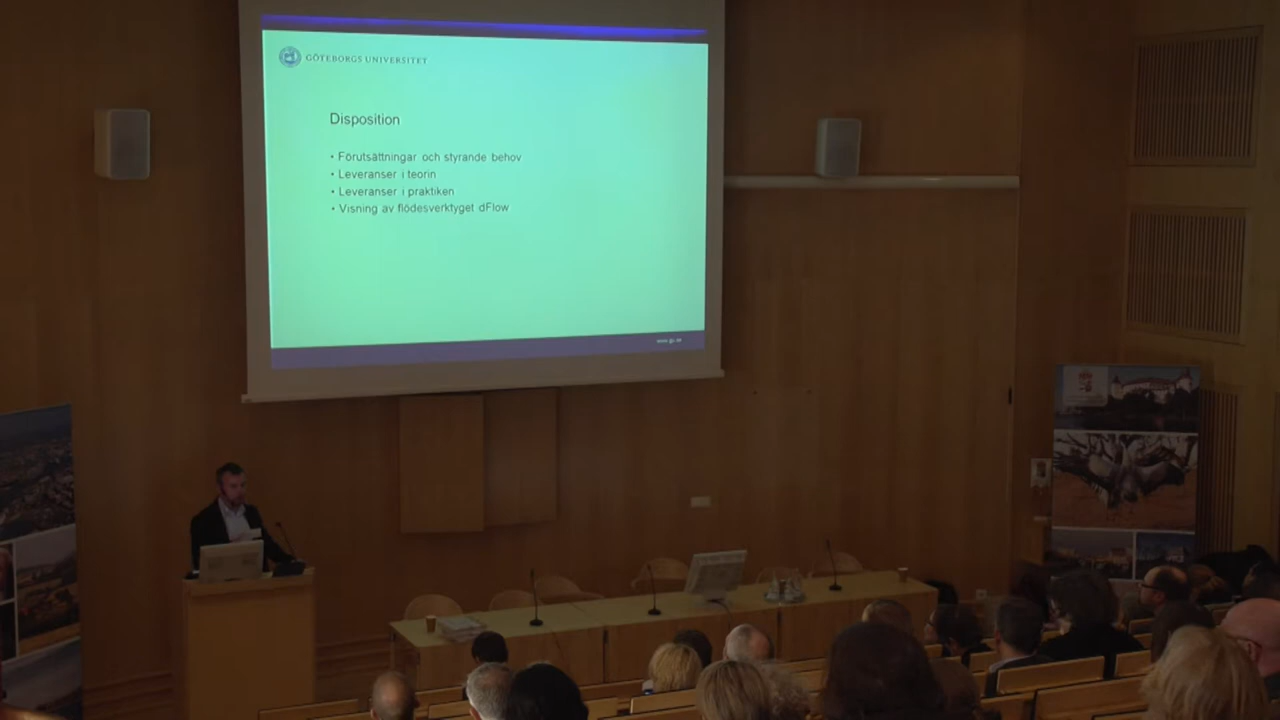 GÖTEBORGS UNIVERSITET
Disposition
• Förutsättningar och styrande behov
• Leveranser i teorin
• Leveranser i praktiken
• Visning av flödesverktyget dFlow
www.gu.se